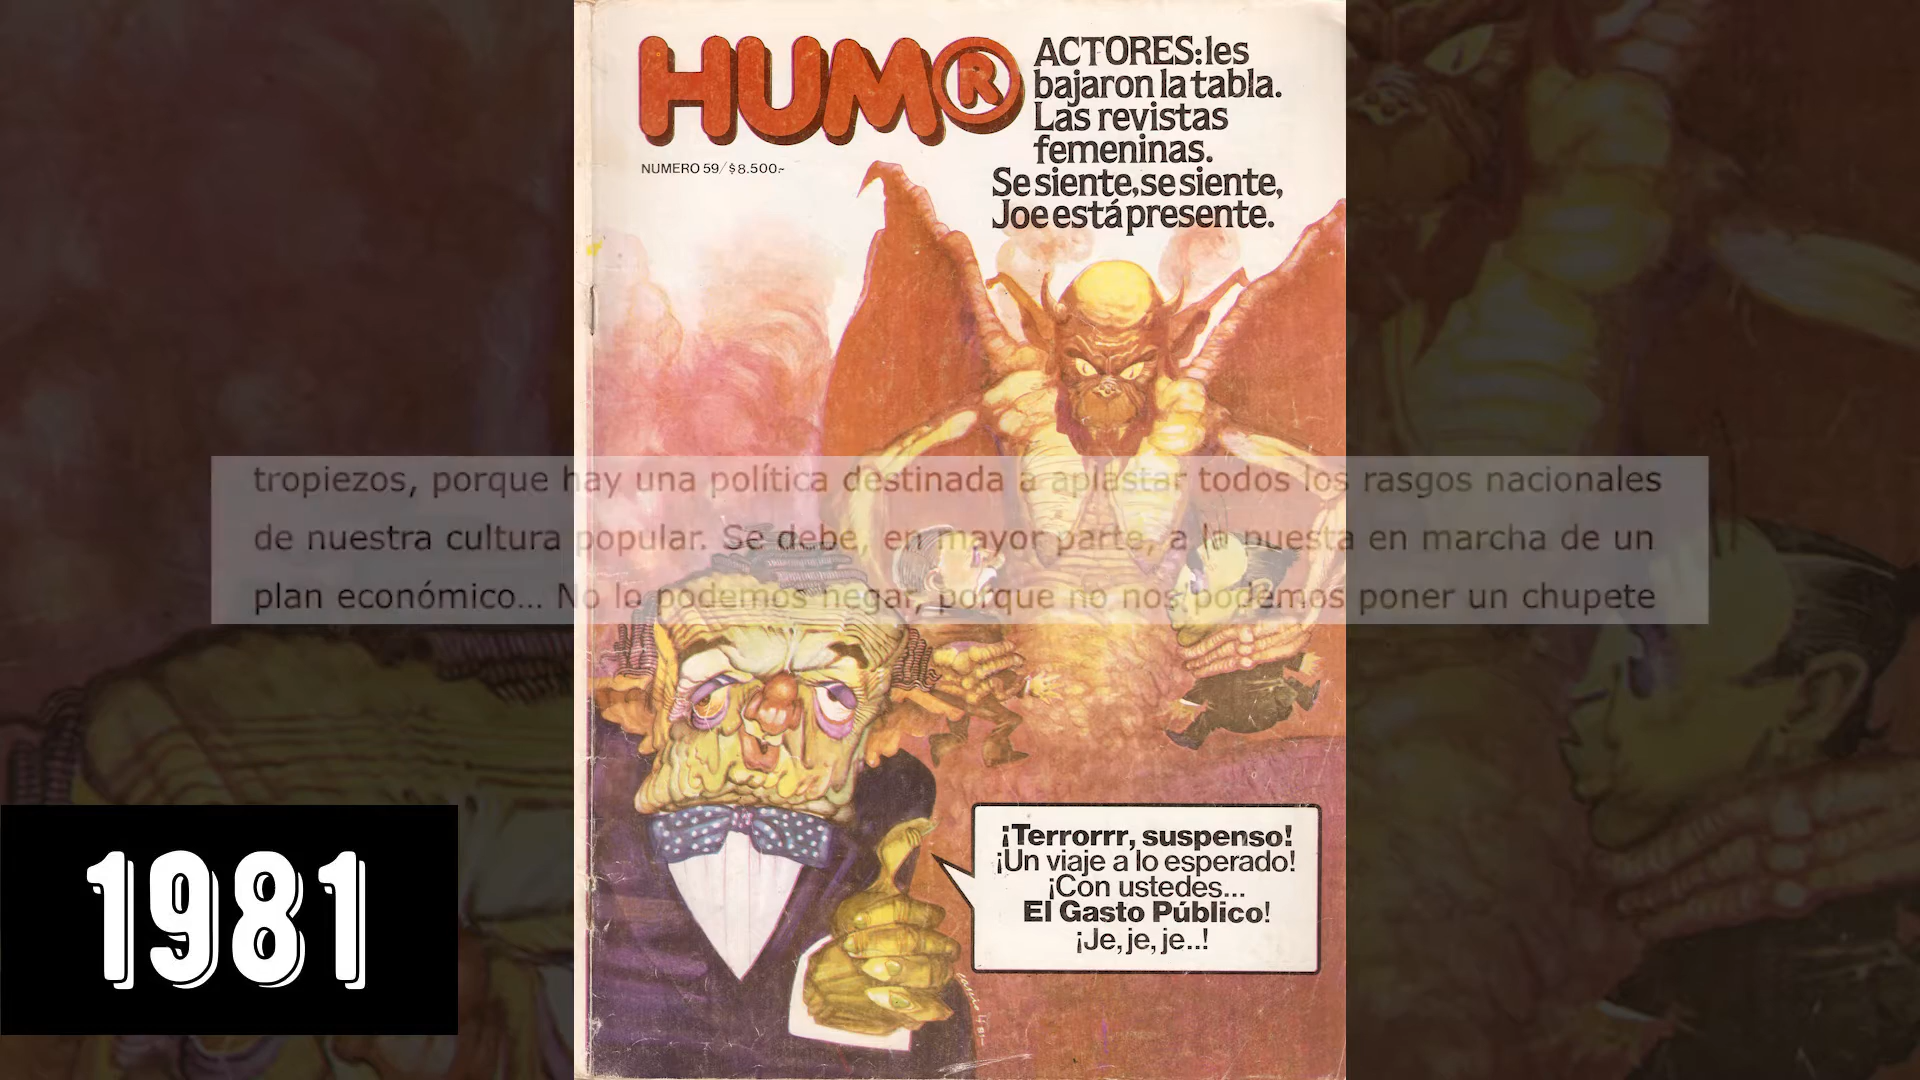 HUMR
ACTORES: les
bajaron la tabla.
Las revistas
femeninas.
Se siente, se siente,
Joe está presente.
NUMERO 59/$8.500.-
tropiezos, porque hay una política destinada a aplastar todos los rasgos nacionales
de nuestra cultura popular. Se debe, en mayor parte, a la puesta en marcha de un
plan económico... No lo podemos negar, porque no nos podemos poner un chupete
¡Terrorrr, suspenso!
¡Un viaje a lo esperado!
¡Con ustedes...
El Gasto Público!
¡Je, je, je..!
1981